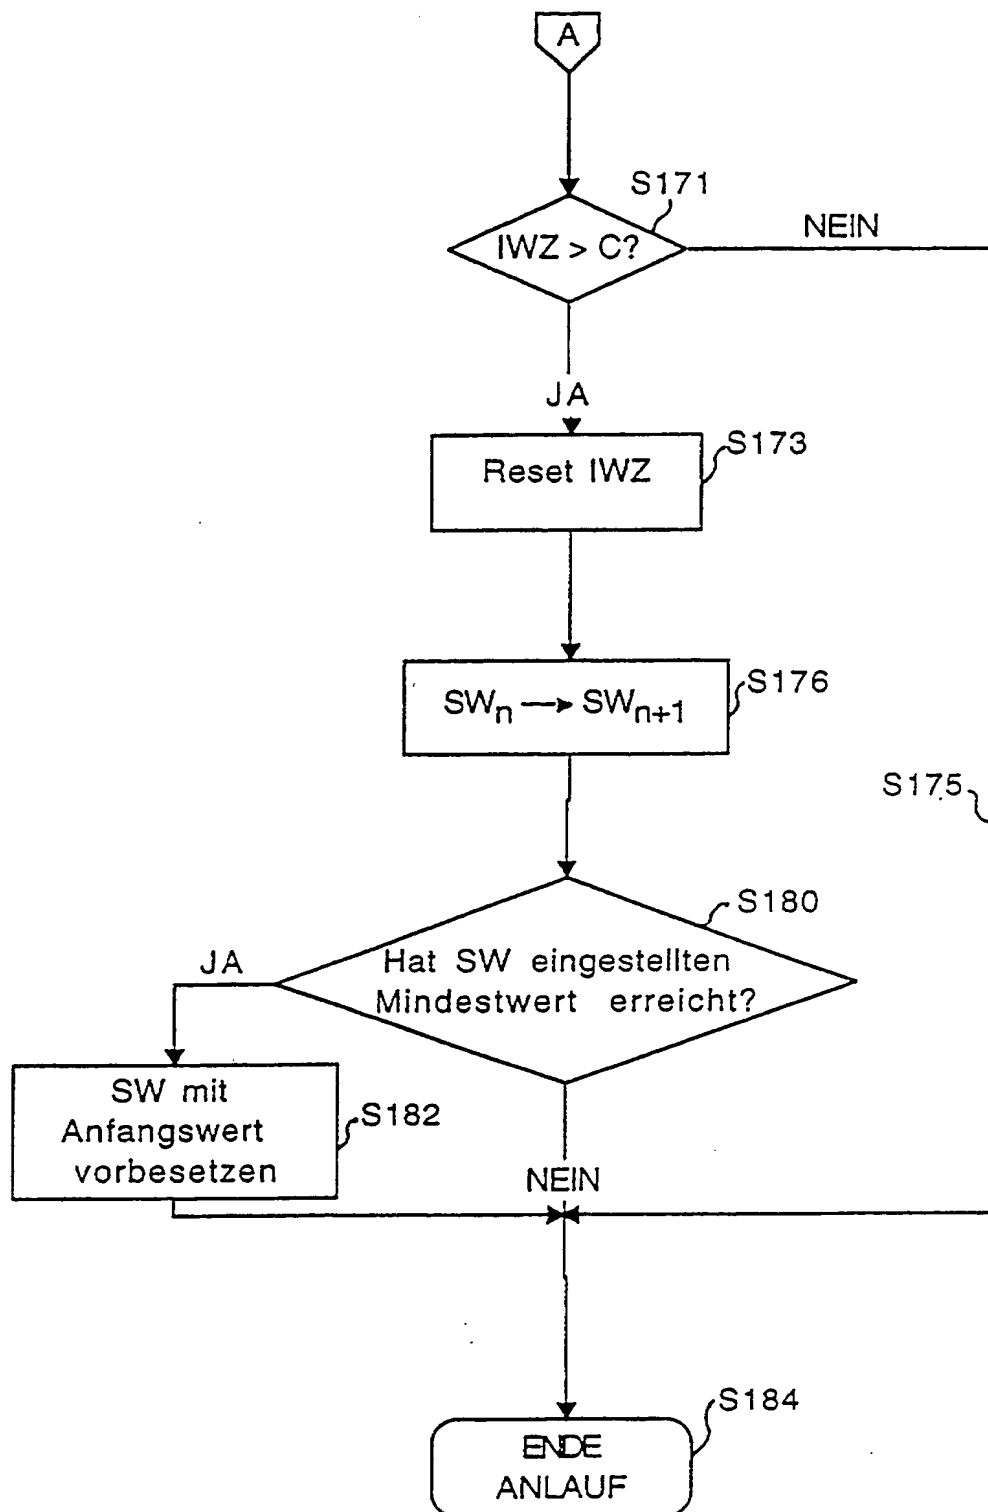 A
S171
IWZ > C?
NEIN
JA
S173
Reset IWZ
S176
SWn → SWn+1
S175
S180
JA
Hat SW eingestellten
Mindestwert erreicht?
SW mit
Anfangswert
vorbesetzen
S182
NEIN
S184
ENDE
ANLAUF